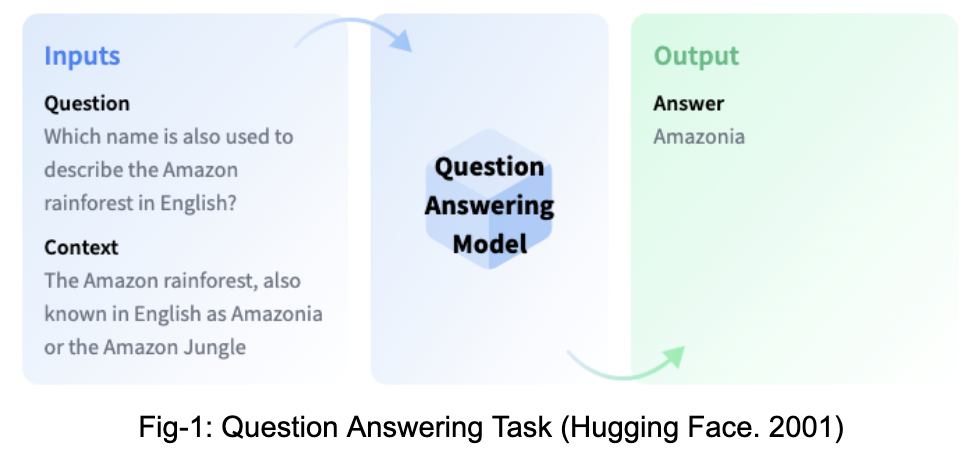 Inputs
Question
Which name is also used to
describe the Amazon
rainforest in English?
Context
The Amazon rainforest, also
known in English as Amazonia
or the Amazon Jungle
Question
Answering
Model
Output
Answer
Amazonia
Fig-1: Question Answering Task (Hugging Face. 2001)